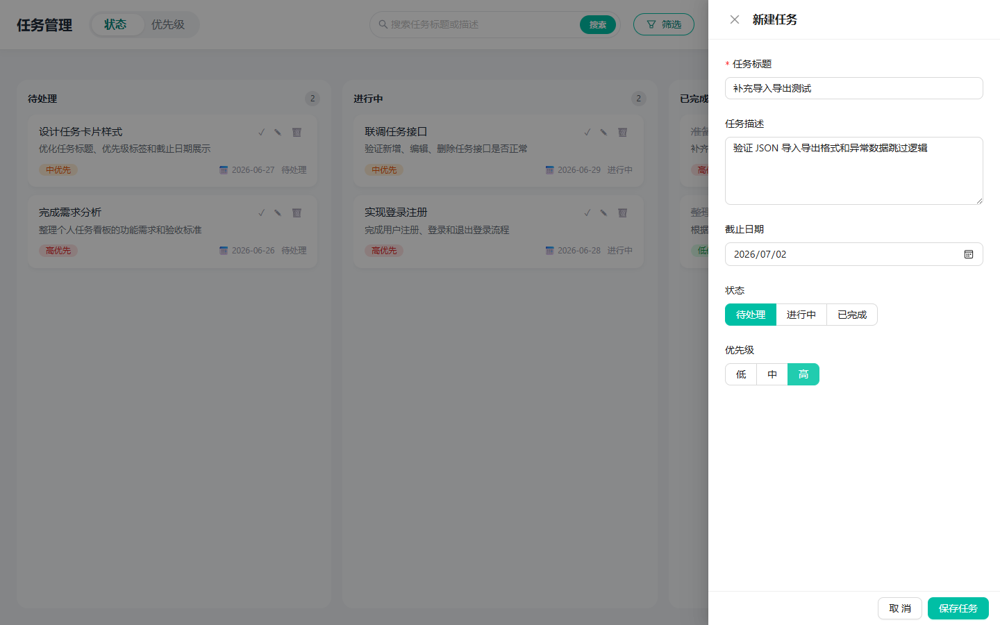 任务管理
状态
优先级
搜索任务标题或描述
搜索
筛选
待处理
2
设计任务卡片样式
优化任务标题、优先级标签和截止日期展示
中优先
2026-06-27
待处理
完成需求分析
整理个人任务看板的功能需求和验收标准
高优先
2026-06-26
待处理
进行中
2
联调任务接口
验证新增、编辑、删除任务接口是否正常
中优先
2026-06-29
进行中
实现登录注册
完成用户注册、登录和退出登录流程
高优先
2026-06-28
进行中
已完成
准备
补充
高
整理
根据
低
新建任务
* 任务标题
补充导入导出测试
任务描述
验证 JSON 导入导出格式和异常数据跳过逻辑
截止日期
2026/07/02
状态
待处理
进行中
已完成
优先级
低
中
高
取 消
保存任务